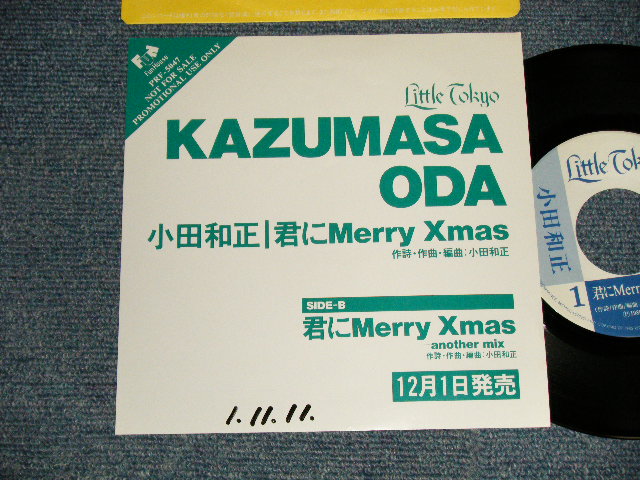 Fun House
PRF-5047
NOT FOR SALE
PROMOTIONAL USE ONLY
Little Tokyo
KAZUMASA
ODA
小田和正|君にMerry Xmas
作詩・作曲・編曲:小田和正
SIDE-B
君にMerry Xmas
another mix
作詩・作曲・編曲:小田和正
12月1日発売
1.11.11.
Little Tok
小田和正
1
君にMerry